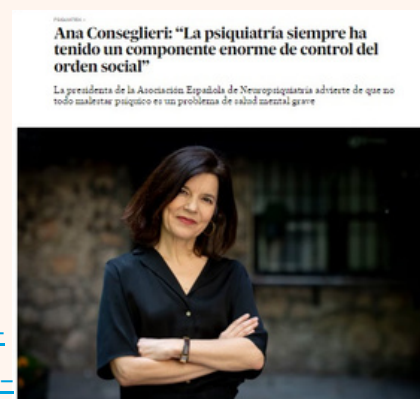 PSIQUIATRÍA
Ana Conseglieri: “La psiquiatría siempre ha
tenido un componente enorme de control del
orden social”
La presidenta de la Asociación Española de Neuropsiquiatría advierte de que no
todo malestar psíquico es un problema de salud mental grave